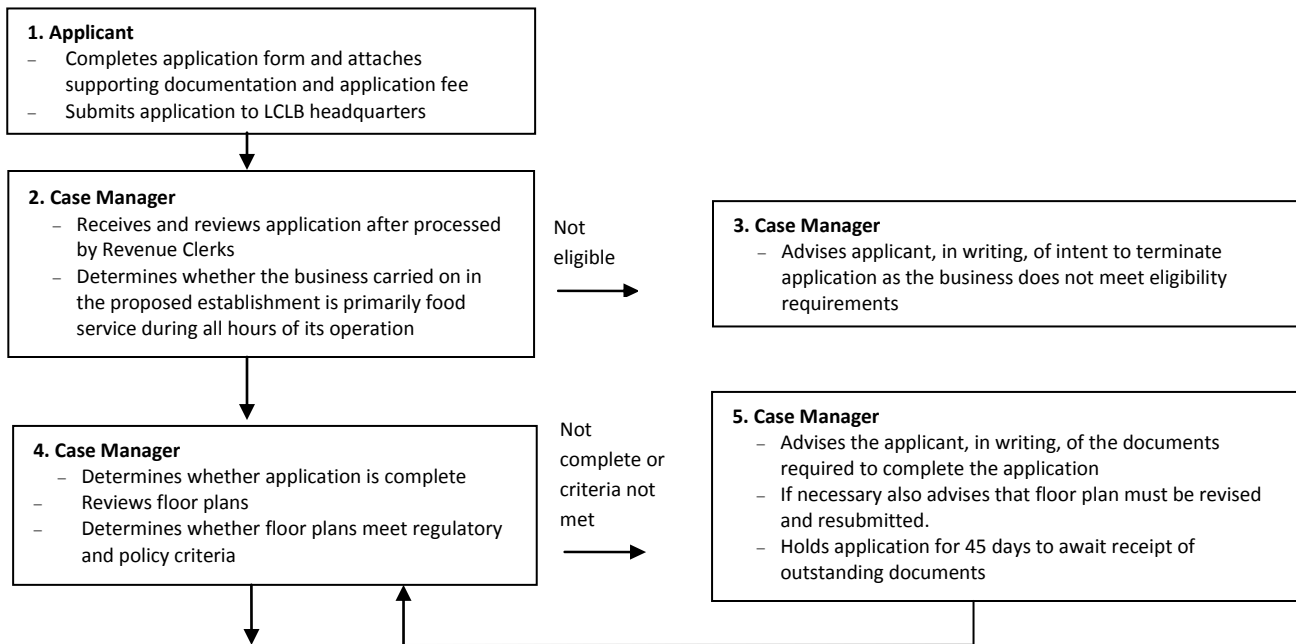 1. Applicant
– Completes application form and attaches
supporting documentation and application fee
– Submits application to LCLB headquarters
2. Case Manager
– Receives and reviews application after processed
by Revenue Clerks
– Determines whether the business carried on in
the proposed establishment is primarily food
service during all hours of its operation
Not
eligible
3. Case Manager
– Advises applicant, in writing, of intent to terminate
application as the business does not meet eligibility
requirements
4. Case Manager
– Determines whether application is complete
– Reviews floor plans
– Determines whether floor plans meet regulatory
and policy criteria
Not
complete or
criteria not
met
5. Case Manager
– Advises the applicant, in writing, of the documents
required to complete the application
– If necessary also advises that floor plan must be revised
and resubmitted.
– Holds application for 45 days to await receipt of
outstanding documents